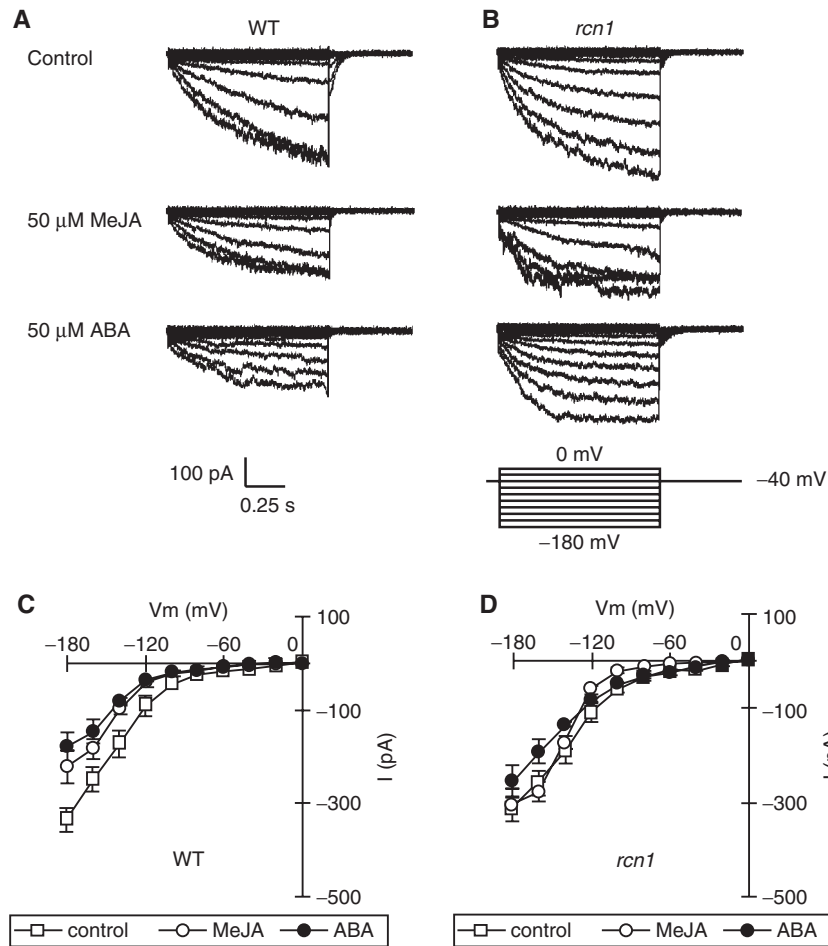 A
WT
Control
50 μM MeJA
50 μM ABA
100 pA
0.25 s
B
rcn1
0 mV
−40 mV
−180 mV
C
Vm (mV)
−180
−120
−60
0
100
−100
−300
−500
I (pA)
WT
control
MeJA
ABA
D
Vm (mV)
−180
−120
−60
0
100
−100
−300
−500
rcn1
control
MeJA
ABA